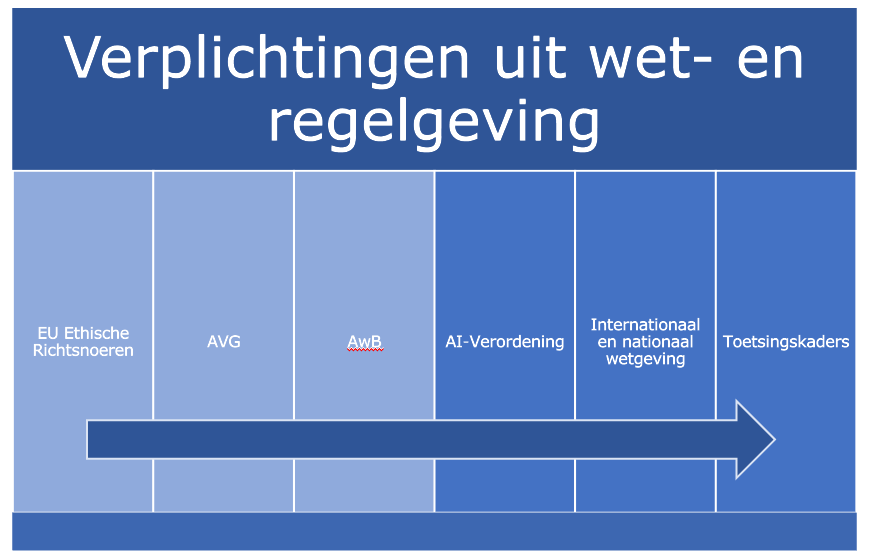 Verplichtingen uit wet- en
regelgeving
EU Ethische
Richtsnoeren
AVG
AwB
AI-Verordening
Internationaal
en nationaal
wetgeving
Toetsingskaders